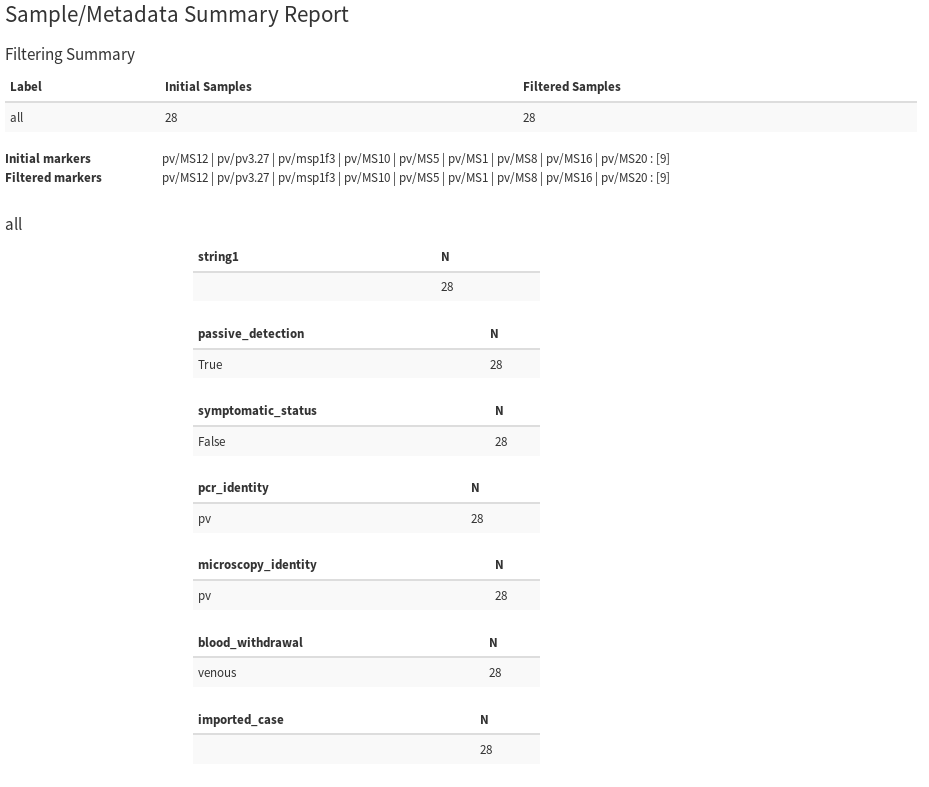 Sample/Metadata Summary Report
Filtering Summary
Label Initial Samples Filtered Samples
all 28 28
Initial markers pv/MS12 | pv/pv3.27 | pv/msp1f3 | pv/MS10 | pv/MS5 | pv/MS1 | pv/MS8 | pv/MS16 | pv/MS20 : [9]
Filtered markers pv/MS12 | pv/pv3.27 | pv/msp1f3 | pv/MS10 | pv/MS5 | pv/MS1 | pv/MS8 | pv/MS16 | pv/MS20 : [9]
all
string1 N
28
passive_detection N
True 28
symptomatic_status N
False 28
pcr_identity N
pv 28
microscopy_identity N
pv 28
blood_withdrawal N
venous 28
imported_case N
28